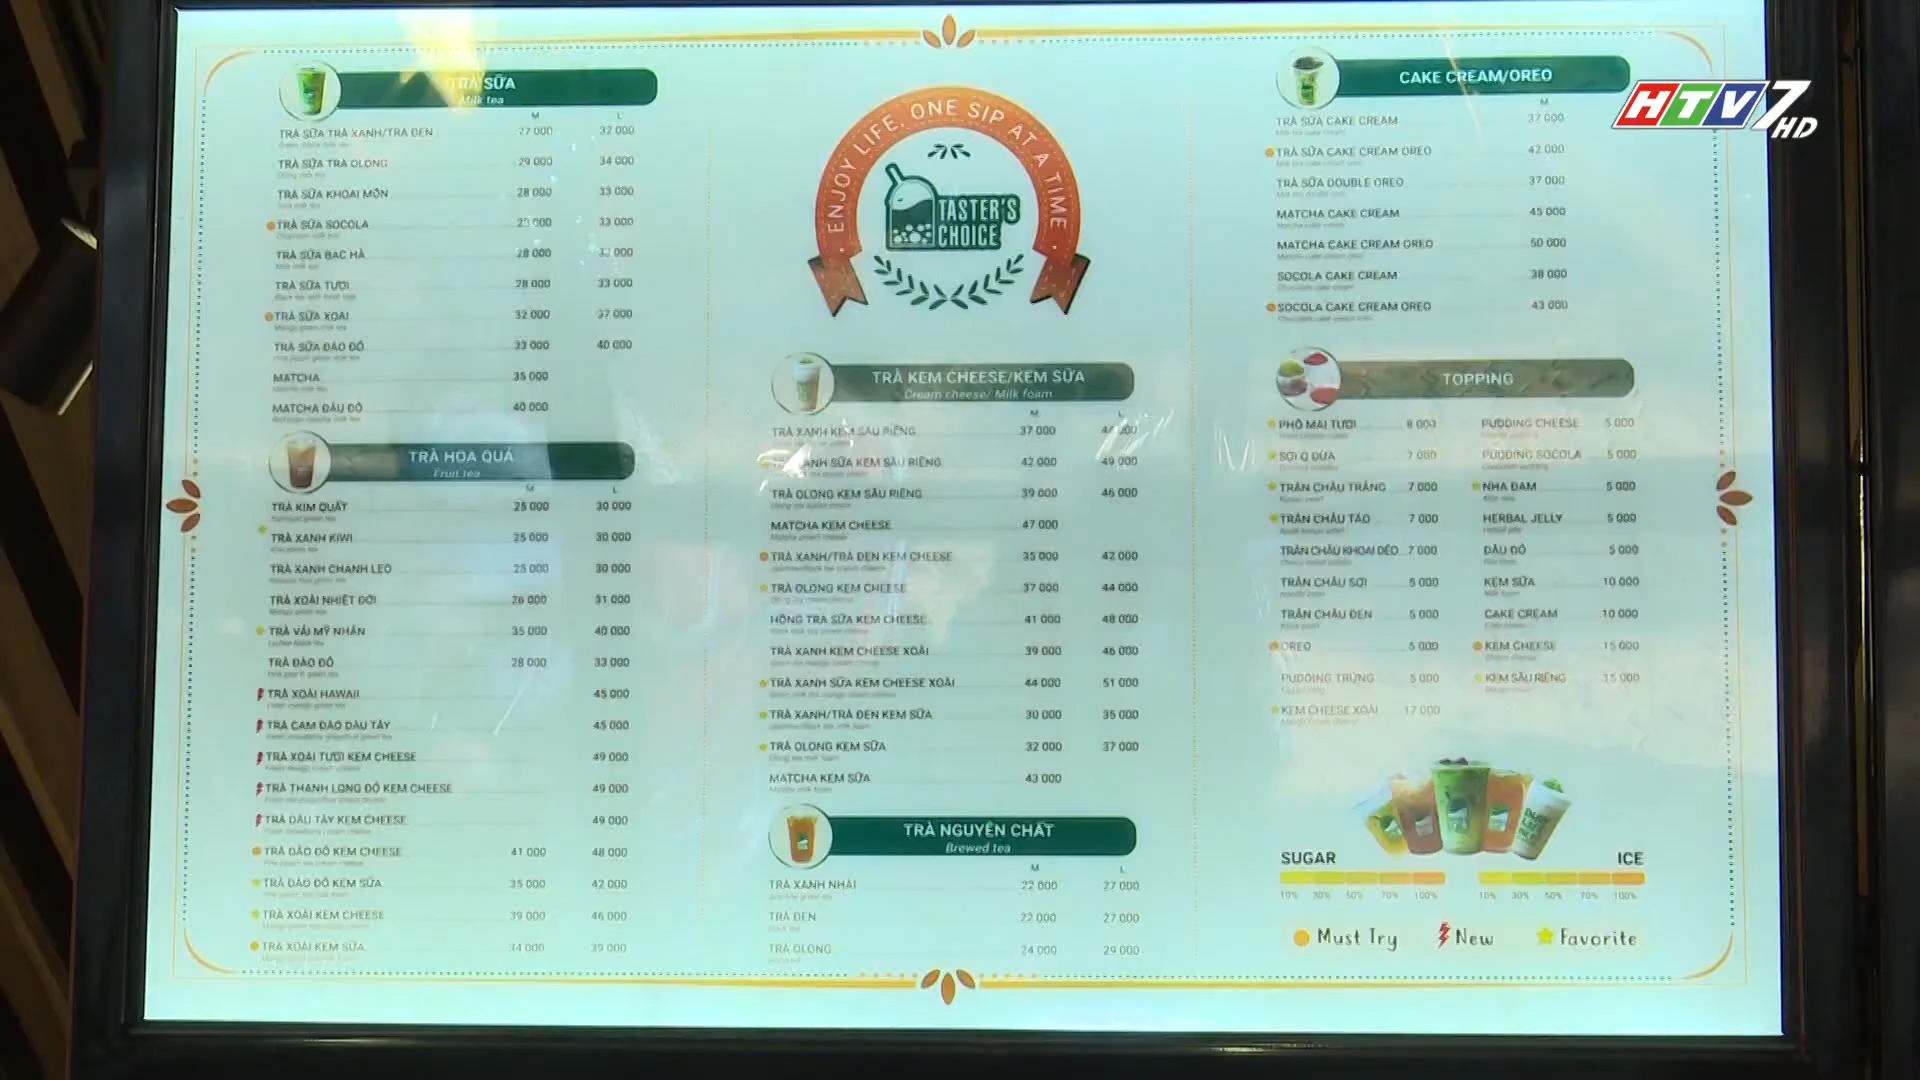 TRÀ SỮA
Milk tea
M L
TRÀ SỮA TRÀ XANH/TRÀ ĐEN 27 000 32 000
TRÀ SỮA TRÀ OLONG 29 000 34 000
TRÀ SỮA KHOAI MÔN 28 000 33 000
TRÀ SỮA SOCOLA 000 33 000
TRÀ SỮA BẠC HÀ 28 000 000
TRÀ SỮA TƯƠI 28 000 33 000
TRÀ SỮA XOÀI 32 000 37 000
TRÀ SỮA ĐÀO ĐỎ 33 000 40 000
MATCHA 35 000
MATCHA ĐẬU ĐỎ 40 000
TRÀ HOA QUẢ
Fruit tea
M L
TRÀ KIM QUẤT 25 000 30 000
TRÀ XANH KIWI 25 000 30 000
TRÀ XANH CHANH LEO 25 000 30 000
TRÀ XOÀI NHIỆT ĐỚI 26 000 31 000
TRÀ VẢI MỸ NHÂN 35 000 40 000
TRÀ ĐÀO ĐỎ 28 000 33 000
TRÀ XOÀI HAWAII 45 000
TRÀ CAM ĐÀO DÂU TÂY 45 000
TRÀ XOÀI TƯƠI KEM CHEESE 49 000
TRÀ THANH LONG ĐỎ KEM CHEESE 49 000
TRÀ DÂU TÂY KEM CHEESE 49 000
TRÀ ĐÀO ĐỎ KEM CHEESE 41 000 48 000
TRÀ ĐÀO ĐỎ KEM SỮA 35 000 42 000
TRÀ XOÀI KEM CHEESE 39 000 46 000
TRÀ XOÀI KEM SỮA 34 000 39 000
ENJOY LIFE, ONE SIP AT A TIME
TASTER'S
CHOICE
TRÀ KEM CHEESE/KEM SỮA
Cream cheese/ Milk foam
M L
TRÀ XANH KEM SẦU RIÊNG 37 000
XANH SỮA KEM SẦU RIÊNG 42 000 49 000
TRÀ OLONG KEM SẦU RIÊNG 39 000 46 000
MATCHA KEM CHEESE 47 000
TRÀ XANH/TRÀ ĐEN KEM CHEESE 35 000 42 000
TRÀ OLONG KEM CHEESE 37 000 44 000
HỒNG TRÀ SỮA KEM CHEESE 41 000 48 000
TRÀ XANH KEM CHEESE XOÀI 39 000 46 000
TRÀ XANH SỮA KEM CHEESE XOÀI 44 000 51 000
TRÀ XANH/TRÀ ĐEN KEM SỮA 30 000 35 000
TRÀ OLONG KEM SỮA 32 000 37 000
MATCHA KEM SỮA 43 000
TRÀ NGUYÊN CHẤT
Brewed tea
M L
TRÀ XANH NHÀI 22 000 27 000
TRÀ ĐEN 22 000 27 000
TRÀ OLONG 24 000 29 000
CAKE CREAM/OREO
M
TRÀ SỮA CAKE CREAM 37 000
TRÀ SỮA CAKE CREAM OREO 42 000
TRÀ SỮA DOUBLE OREO 37 000
MATCHA CAKE CREAM 45 000
MATCHA CAKE CREAM OREO 50 000
SOCOLA CAKE CREAM 38 000
SOCOLA CAKE CREAM OREO 43 000
TOPPING
PHÔ MAI TƯƠI 8 000 PUDDING CHEESE 5 000
SỢI Q DỪA 7 000 PUDDING SOCOLA 5 000
TRÂN CHÂU TRẮNG 7 000 NHA ĐAM 5 000
TRÂN CHÂU TÁO 7 000 HERBAL JELLY 5 000
TRÂN CHÂU KHOAI DẺO 7 000 ĐẬU ĐỎ 5 000
TRÂN CHÂU SỢI 5 000 KEM SỮA 10 000
TRÂN CHÂU ĐEN 5 000 CAKE CREAM 10 000
OREO 5 000 KEM CHEESE 15 000
PUDDING TRỨNG 5 000 KEM SẦU RIÊNG 15 000
KEM CHEESE XOÀI 17 000
SUGAR ICE
10% 30% 50% 70% 100% 10% 30% 50% 70% 100%
Must Try New Favorite
HTV7
HD